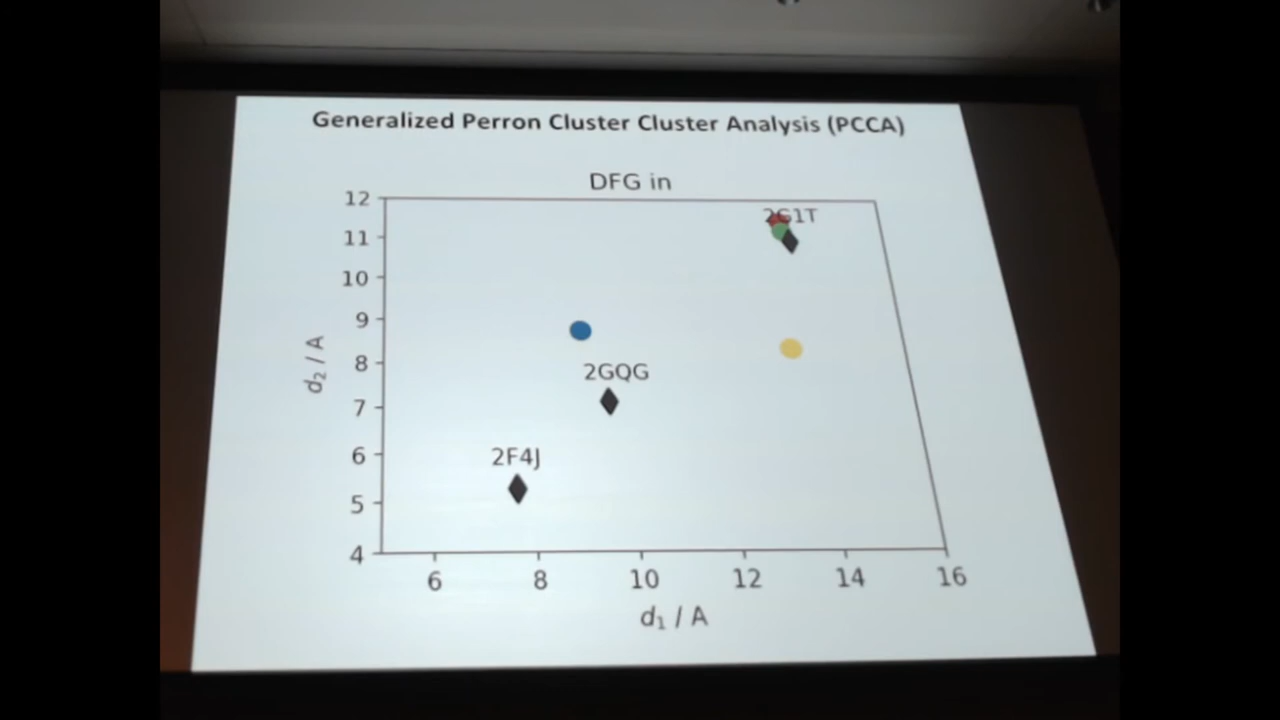 Generalized Perron Cluster Cluster Analysis (PCCA)
DFG in
12
11
10
9
8
7
6
5
4
d₂ / A
2G1T
2GQG
2F4J
6 8 10 12 14 16
d₁ / A